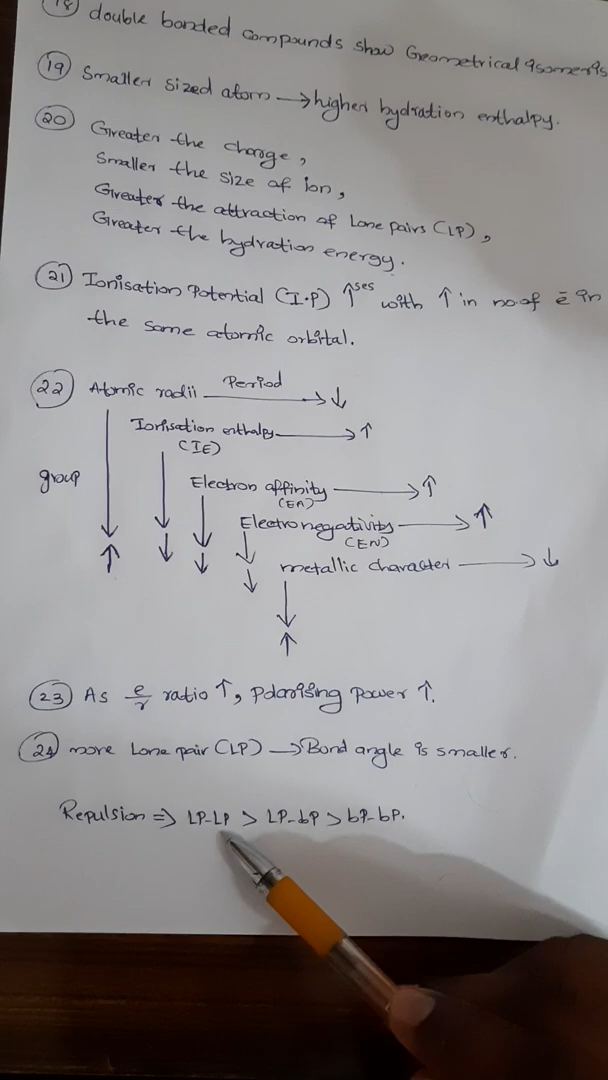 18 double bonded compounds show Geometrical isomeris
19 Smaller sized atom → higher hydration enthalpy.
20 Greater the charge,
Smaller the size of ion,
Greater the attraction of Lone pairs (LP),
Greater the hydration energy.
21 Ionisation Potential (I.P) ↑ses with ↑ in no of ē in
the same atomic orbital.
22 Atomic radii Period → ↓
Ionisation enthalpy → ↑
(IE)
group
Electron affinity → ↑
(EA)
Electronegativity → ↑
(EN)
metallic character → ↓
↓ ↓ ↓ ↓ ↓
↑ ↓ ↓ ↓ ↑
23 As e/r ratio ↑, Polarising Power ↑.
24 more Lone pair (LP) → Bond angle is smaller.
Repulsion ⇒ LP-LP > LP-bP > bP-bP.